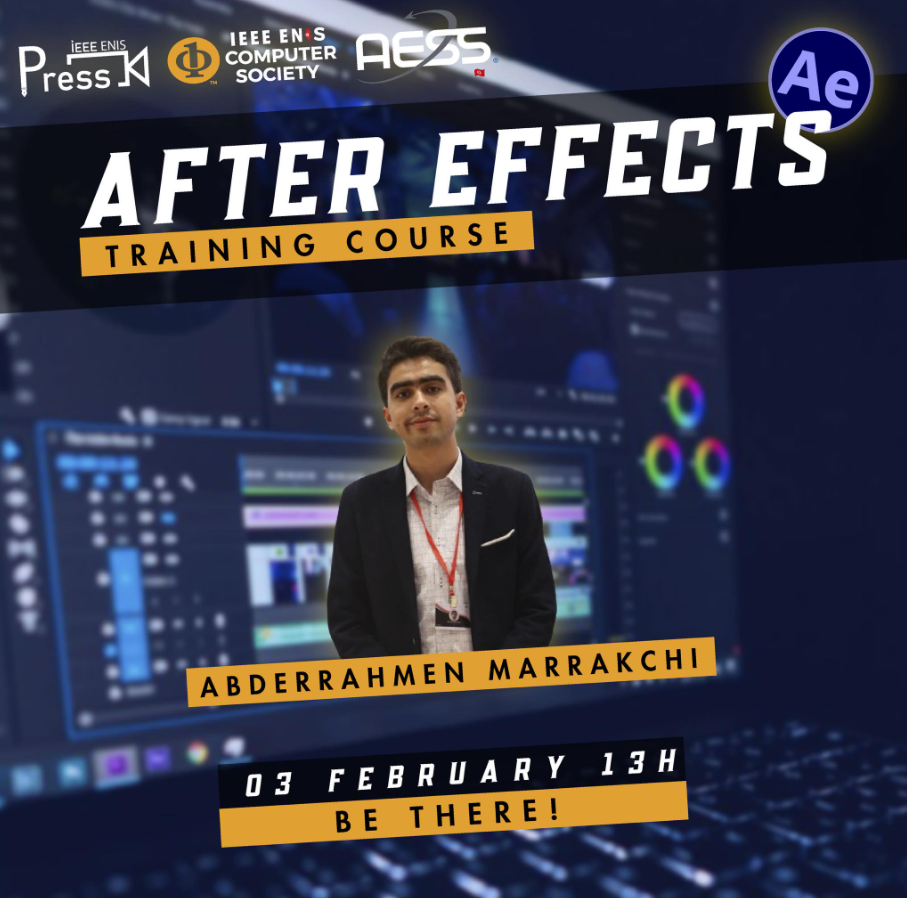 IEEE ENIS
Press
IEEE ENIS
COMPUTER
SOCIETY
AESS
Ae
AFTER EFFECTS
TRAINING COURSE
ABDERRAHMEN MARRAKCHI
03 FEBRUARY 13H
BE THERE!